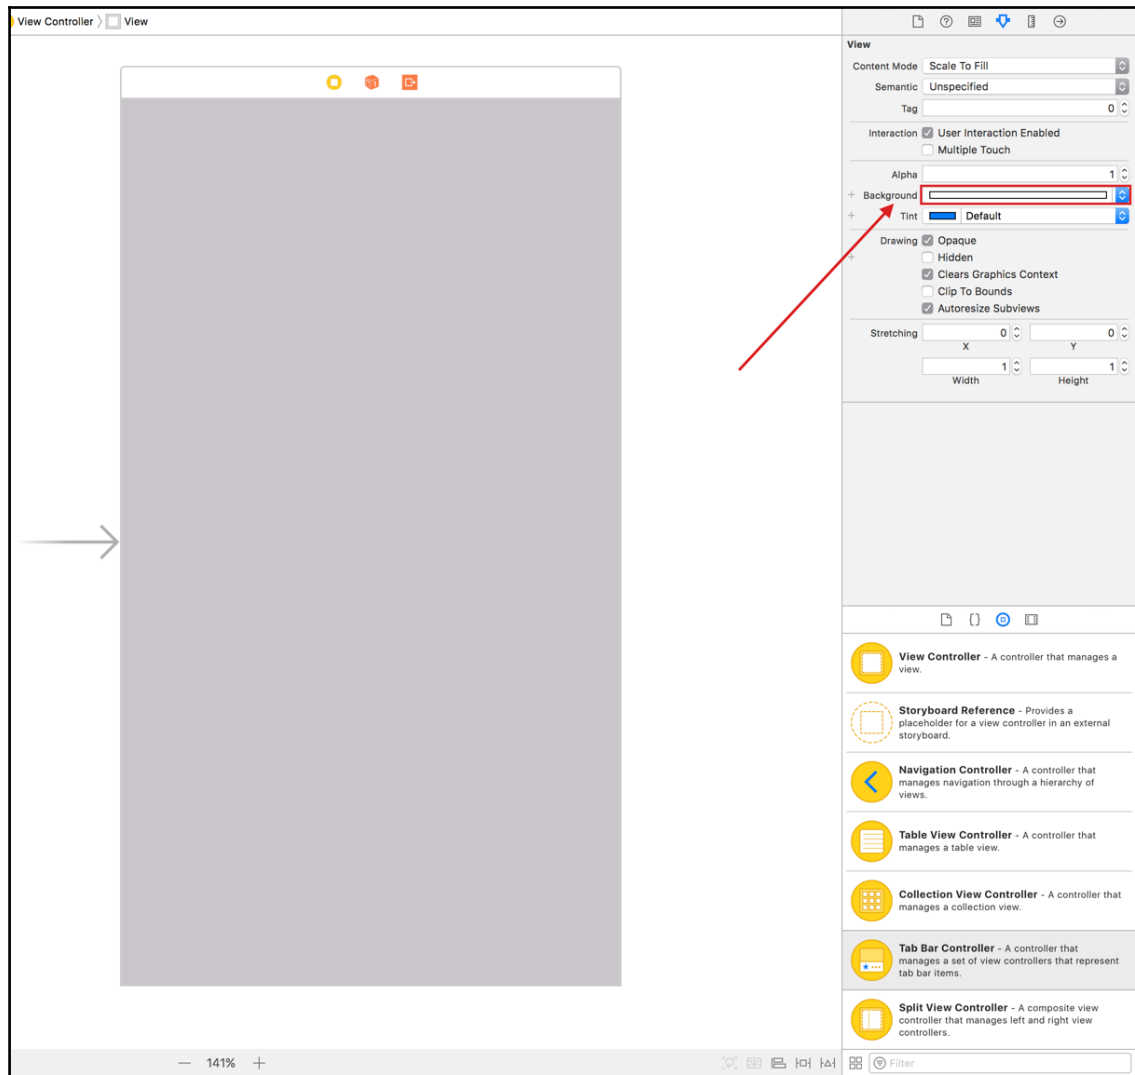 View Controller View
View
Content Mode Scale To Fill
Semantic Unspecified
Tag 0
Interaction User Interaction Enabled
Multiple Touch
Alpha 1
+ Background
+ Tint Default
Drawing Opaque
+ Hidden
Clears Graphics Context
Clip To Bounds
Autoresize Subviews
Stretching 0 0
X Y
1 1
Width Height
{}
View Controller - A controller that manages a
view.
Storyboard Reference - Provides a
placeholder for a view controller in an external
storyboard.
Navigation Controller - A controller that
manages navigation through a hierarchy of
views.
Table View Controller - A controller that
manages a table view.
Collection View Controller - A controller that
manages a collection view.
Tab Bar Controller - A controller that
manages a set of view controllers that represent
tab bar items.
Split View Controller - A composite view
controller that manages left and right view
controllers.
— 141% +
Filter